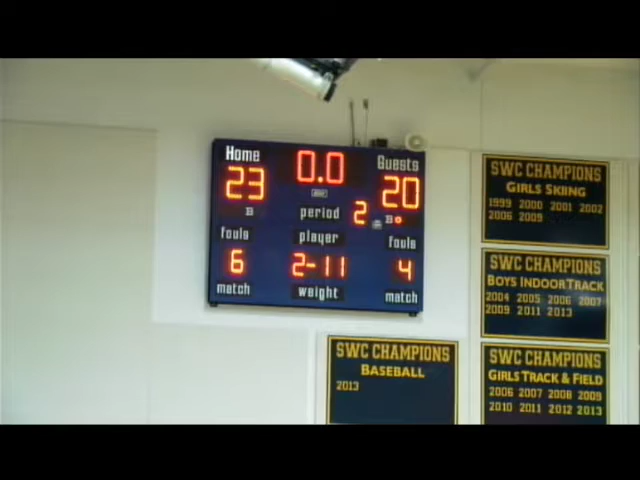 Home 0.0 Guests
23 20
B period 2 B
fouls player fouls
6 2-11 4
match weight match
SWC CHAMPIONS
GIRLS SKIING
1999 2000 2001 2002
2006 2009
SWC CHAMPIONS
BOYS INDOOR TRACK
2004 2005 2006 2007
2009 2011 2013
SWC CHAMPIONS
BASEBALL
2013
SWC CHAMPIONS
GIRLS TRACK & FIELD
2006 2007 2008 2009
2010 2011 2012 2013